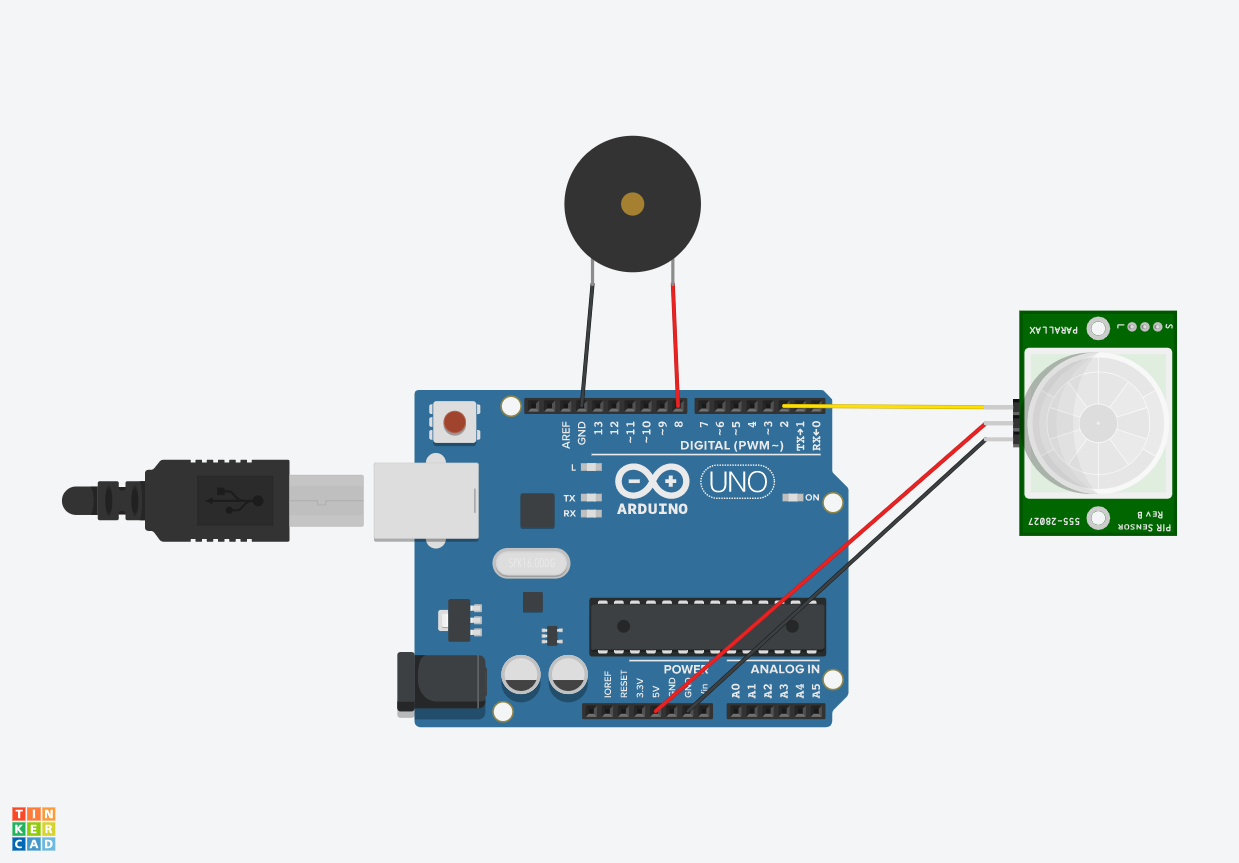 PARALLAX
L
S
AREF
GND
13
12
~11
~10
~9
8
7
~6
~5
4
~3
2
TX→1
RX←0
DIGITAL (PWM~)
L
TX
RX
UNO
ON
ARDUINO
555-28027
REV B
PIR SENSOR
POWER
ANALOG IN
IOREF
RESET
3.3V
5V
GND
GND
Vin
A0
A1
A2
A3
A4
A5
TIN
KER
CAD